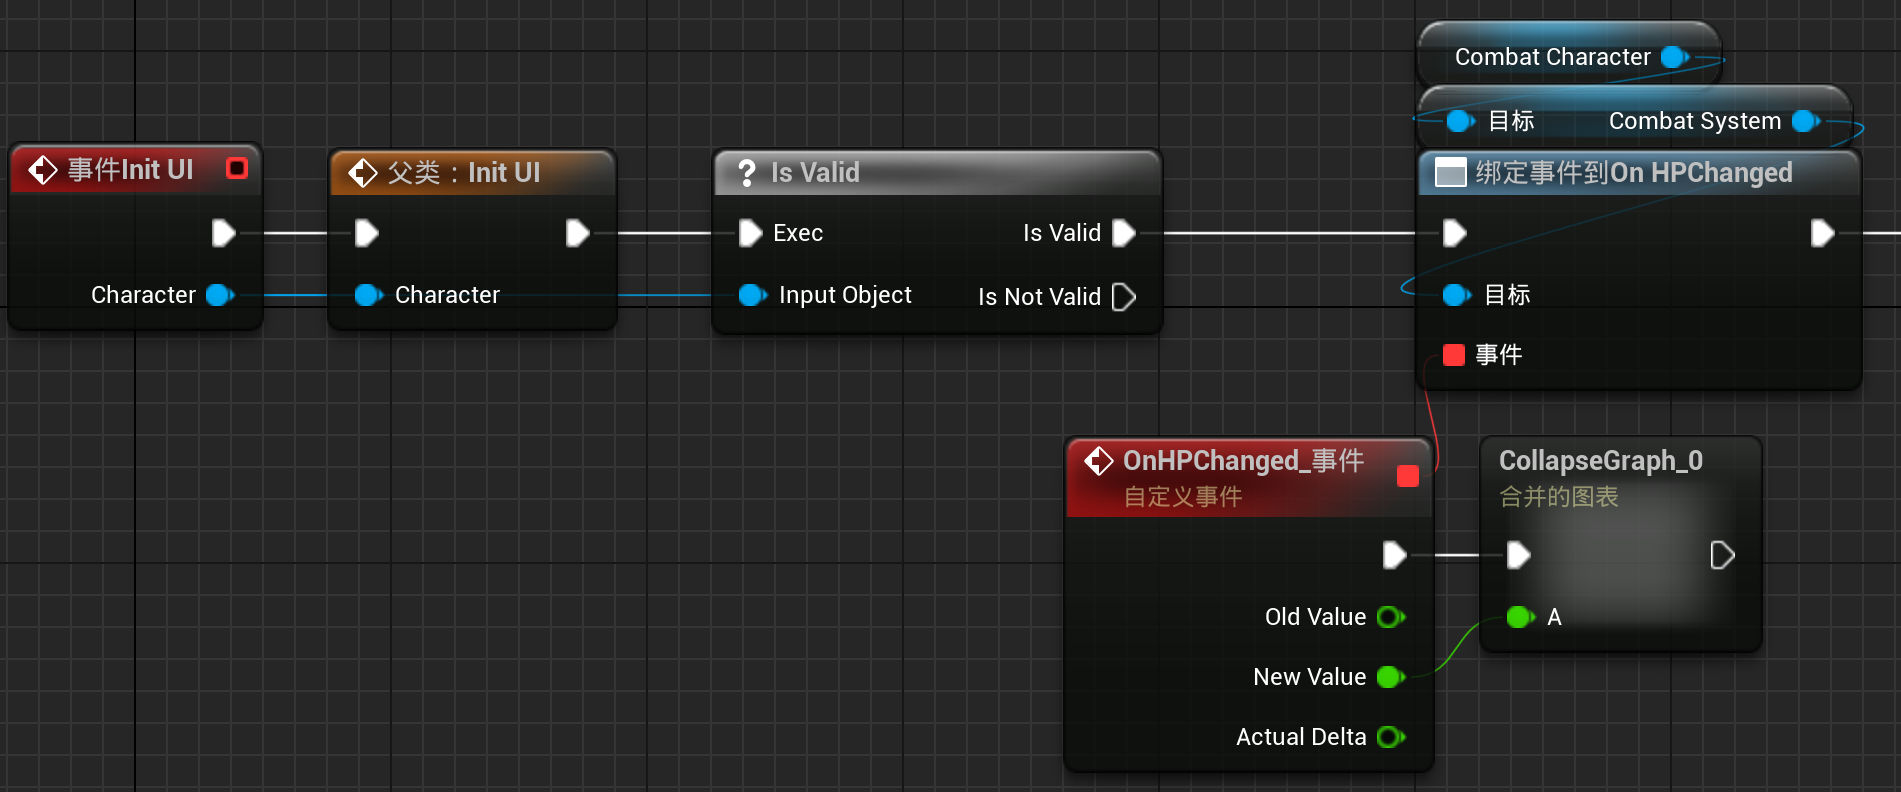 Combat Character
目标 Combat System
事件Init UI
Character
父类：Init UI
Character
Is Valid
Exec Is Valid
Input Object Is Not Valid
绑定事件到On HPChanged
目标
事件
OnHPChanged_事件
自定义事件
Old Value
New Value
Actual Delta
CollapseGraph_0
合并的图表
A